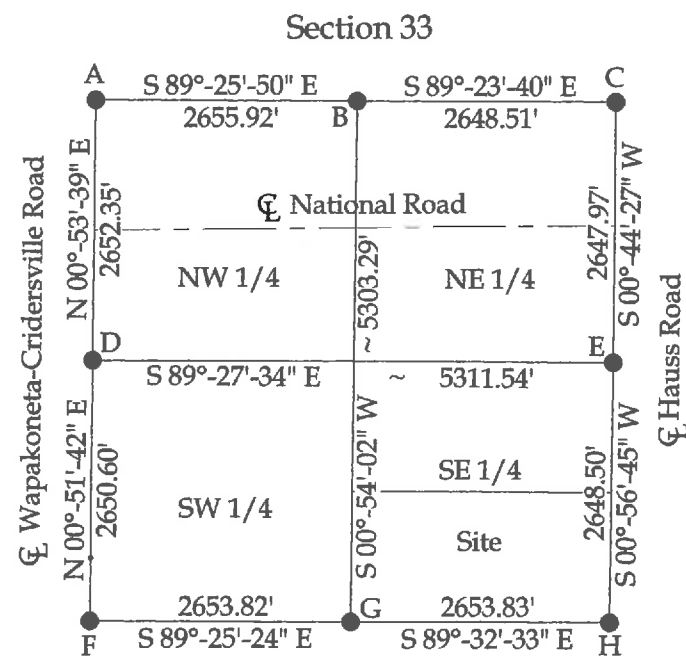 Section 33
A
S 89°-25'-50" E
2655.92'
B
S 89°-23'-40" E
2648.51'
C
N 00°-53'-39" E
2652.35'
℄ National Road
2647.97'
S 00°-44'-27" W
NW 1/4
~ 5303.29'
NE 1/4
℄ Wapakoneta-Cridersville Road
℄ Hauss Road
D
S 89°-27'-34" E
~
5311.54'
E
N 00°-51'-42" E
2650.60'
SW 1/4
S 00°-54'-02" W
SE 1/4
Site
2648.50'
S 00°-56'-45" W
F
2653.82'
S 89°-25'-24" E
G
2653.83'
S 89°-32'-33" E
H